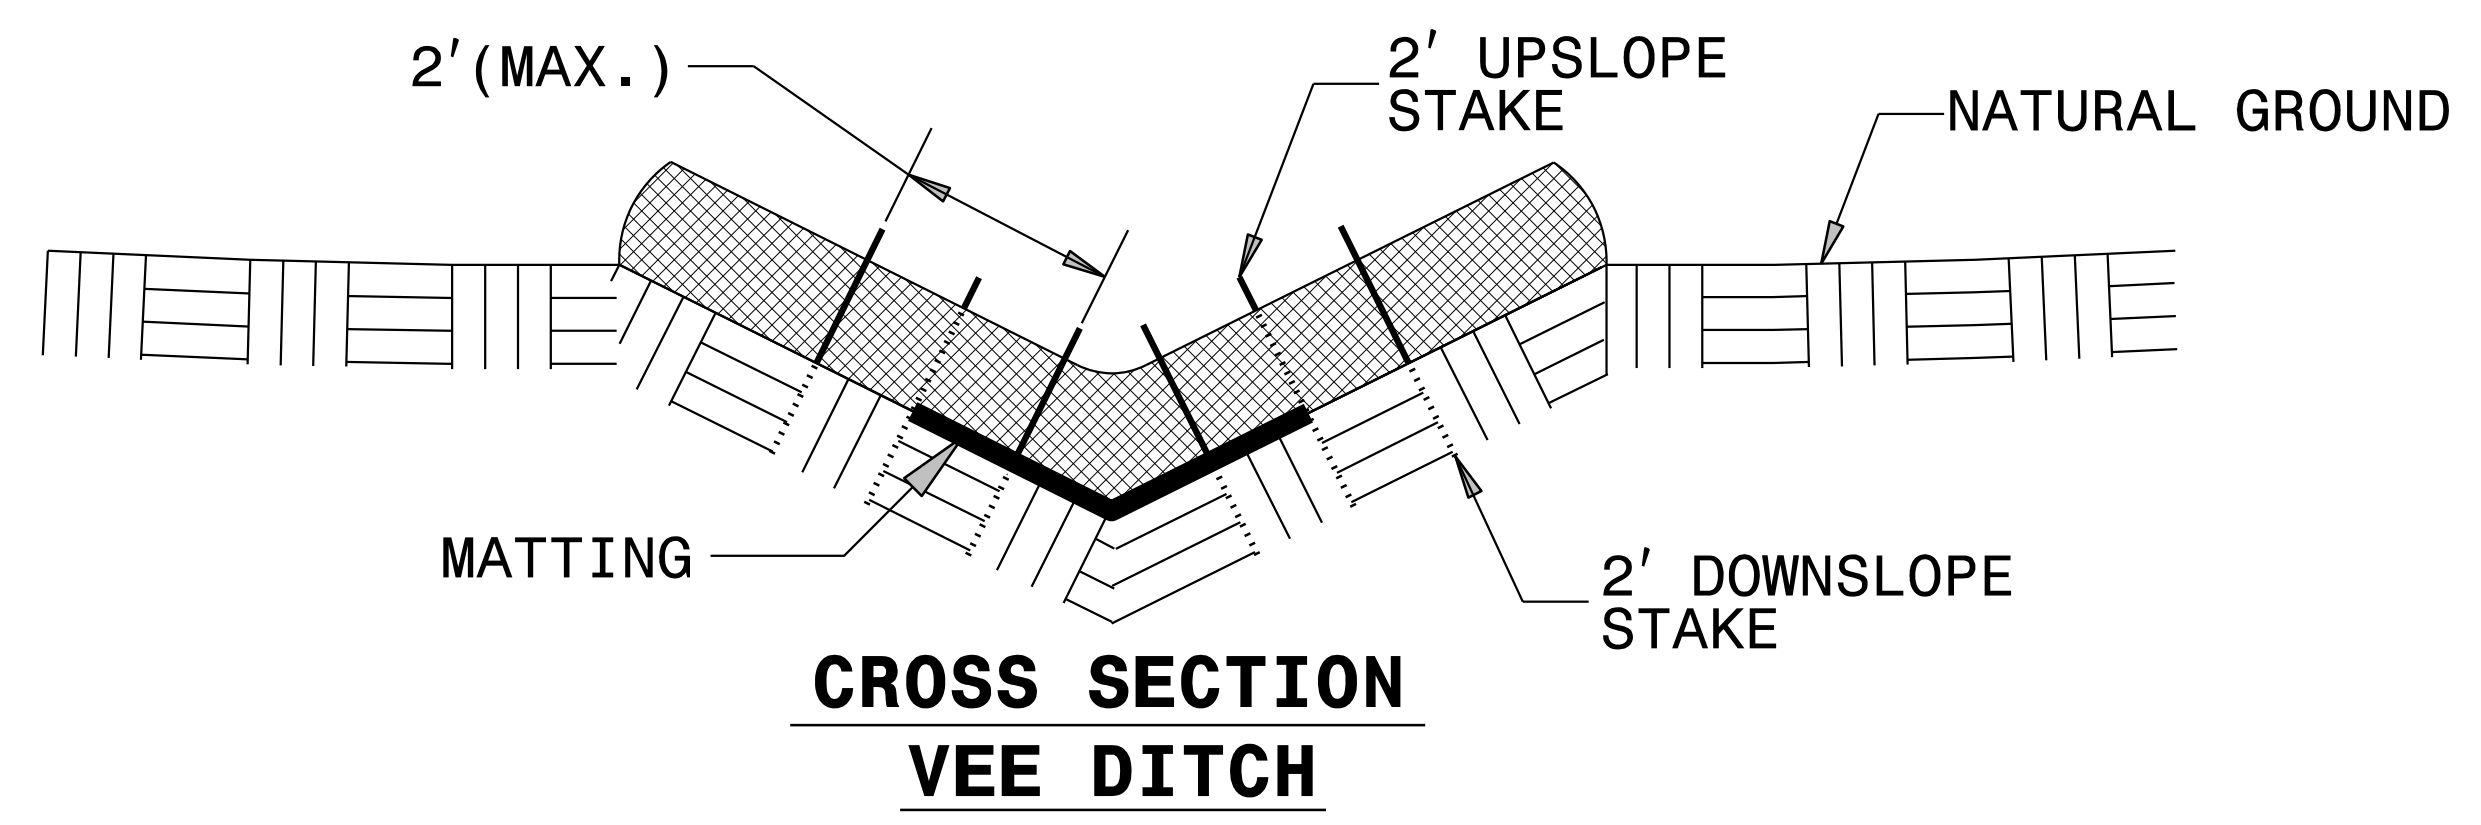 2'(MAX.)
2' UPSLOPE
STAKE
NATURAL GROUND
MATTING
2' DOWNSLOPE
STAKE
CROSS SECTION
VEE DITCH